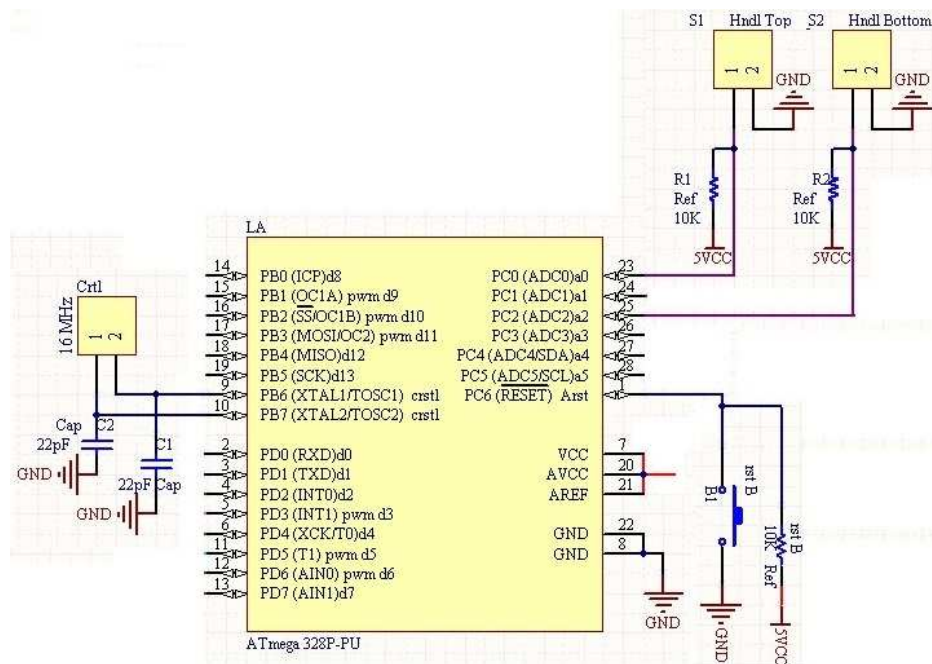 S1 Hndl Top S2 Hndl Bottom
1 2 GND 1 2 GND
R1 Ref 10K
R2 Ref 10K
5VCC 5VCC
LA
14 PB0 (ICP)d8
15 PB1 (OC1A) pwm d9
16 PB2 (SS/OC1B) pwm d10
17 PB3 (MOSI/OC2) pwm d11
18 PB4 (MISO)d12
19 PB5 (SCK)d13
9 PB6 (XTAL1/TOSC1) crstl
10 PB7 (XTAL2/TOSC2) crstl
2 PD0 (RXD)d0
3 PD1 (TXD)d1
4 PD2 (INT0)d2
5 PD3 (INT1) pwm d3
6 PD4 (XCK/T0)d4
11 PD5 (T1) pwm d5
12 PD6 (AIN0) pwm d6
13 PD7 (AIN1)d7
PC0 (ADC0)a0 23
PC1 (ADC1)a1 24
PC2 (ADC2)a2 25
PC3 (ADC3)a3 26
PC4 (ADC4/SDA)a4 27
PC5 (ADC5/SCL)a5 28
PC6 (RESET) Arst 1
VCC 7
AVCC 20
AREF 21
GND 22
GND 8
GND
ATmega 328P-PU
Crtl
16 MHz
1 2
Cap C2
22pF
GND
C1
22pF Cap
GND
rst B
B1
GND
rst B
10K Ref
5VCC